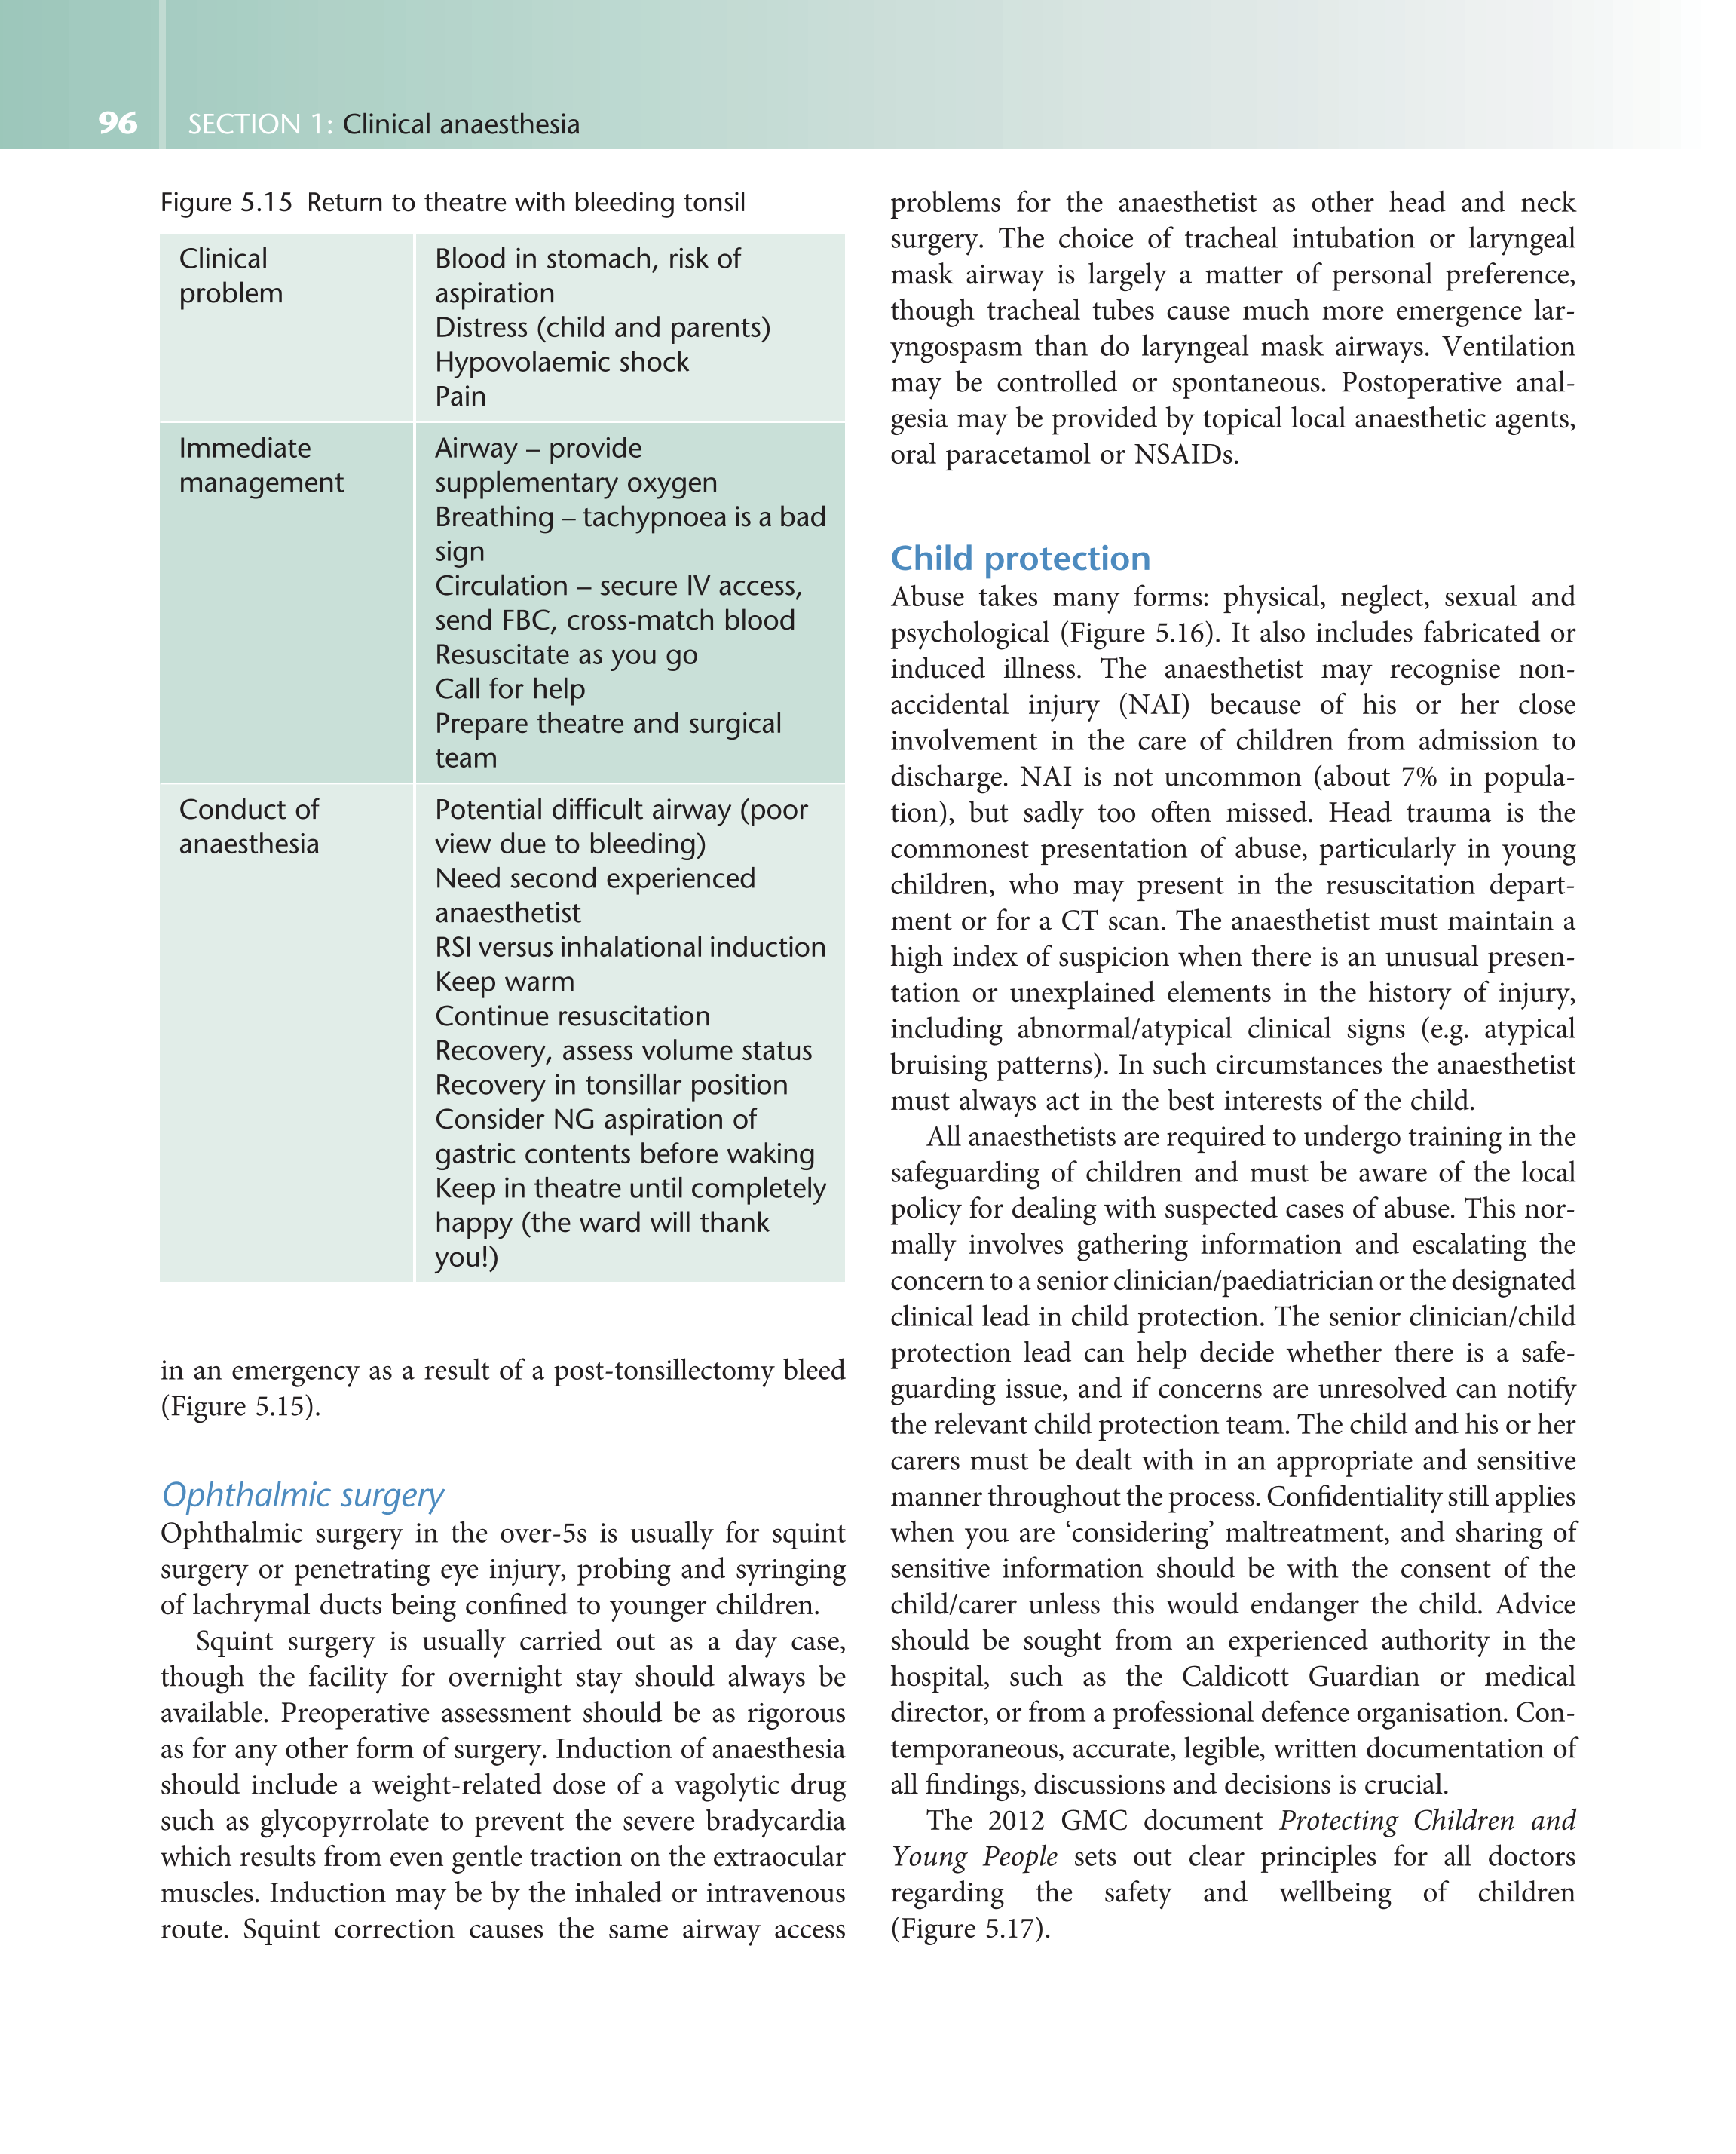 96
SECTION 1: Clinical anaesthesia
Figure 5.15 Return to theatre with bleeding tonsil
Clinical
problem
Blood in stomach, risk of
aspiration
Distress (child and parents)
Hypovolaemic shock
Pain
Immediate
management
Airway – provide
supplementary oxygen
Breathing – tachypnoea is a bad
sign
Circulation – secure IV access,
send FBC, cross-match blood
Resuscitate as you go
Call for help
Prepare theatre and surgical
team
Conduct of
anaesthesia
Potential difficult airway (poor
view due to bleeding)
Need second experienced
anaesthetist
RSI versus inhalational induction
Keep warm
Continue resuscitation
Recovery, assess volume status
Recovery in tonsillar position
Consider NG aspiration of
gastric contents before waking
Keep in theatre until completely
happy (the ward will thank
you!)
in an emergency as a result of a post-tonsillectomy bleed
(Figure 5.15).
Ophthalmic surgery
Ophthalmic surgery in the over-5s is usually for squint
surgery or penetrating eye injury, probing and syringing
of lachrymal ducts being confined to younger children.
Squint surgery is usually carried out as a day case,
though the facility for overnight stay should always be
available. Preoperative assessment should be as rigorous
as for any other form of surgery. Induction of anaesthesia
should include a weight-related dose of a vagolytic drug
such as glycopyrrolate to prevent the severe bradycardia
which results from even gentle traction on the extraocular
muscles. Induction may be by the inhaled or intravenous
route. Squint correction causes the same airway access
problems for the anaesthetist as other head and neck
surgery. The choice of tracheal intubation or laryngeal
mask airway is largely a matter of personal preference,
though tracheal tubes cause much more emergence lar-
yngospasm than do laryngeal mask airways. Ventilation
may be controlled or spontaneous. Postoperative anal-
gesia may be provided by topical local anaesthetic agents,
oral paracetamol or NSAIDs.
Child protection
Abuse takes many forms: physical, neglect, sexual and
psychological (Figure 5.16). It also includes fabricated or
induced illness. The anaesthetist may recognise non-
accidental injury (NAI) because of his or her close
involvement in the care of children from admission to
discharge. NAI is not uncommon (about 7% in popula-
tion), but sadly too often missed. Head trauma is the
commonest presentation of abuse, particularly in young
children, who may present in the resuscitation depart-
ment or for a CT scan. The anaesthetist must maintain a
high index of suspicion when there is an unusual presen-
tation or unexplained elements in the history of injury,
including abnormal/atypical clinical signs (e.g. atypical
bruising patterns). In such circumstances the anaesthetist
must always act in the best interests of the child.
All anaesthetists are required to undergo training in the
safeguarding of children and must be aware of the local
policy for dealing with suspected cases of abuse. This nor-
mally involves gathering information and escalating the
concern to a senior clinician/paediatrician or the designated
clinical lead in child protection. The senior clinician/child
protection lead can help decide whether there is a safe-
guarding issue, and if concerns are unresolved can notify
the relevant child protection team. The child and his or her
carers must be dealt with in an appropriate and sensitive
manner throughout the process. Confidentiality still applies
when you are ‘considering’ maltreatment, and sharing of
sensitive information should be with the consent of the
child/carer unless this would endanger the child. Advice
should be sought from an experienced authority in the
hospital, such as the Caldicott Guardian or medical
director, or from a professional defence organisation. Con-
temporaneous, accurate, legible, written documentation of
all findings, discussions and decisions is crucial.
The 2012 GMC document Protecting Children and
Young People sets out clear principles for all doctors
regarding the safety and wellbeing of children
(Figure 5.17).